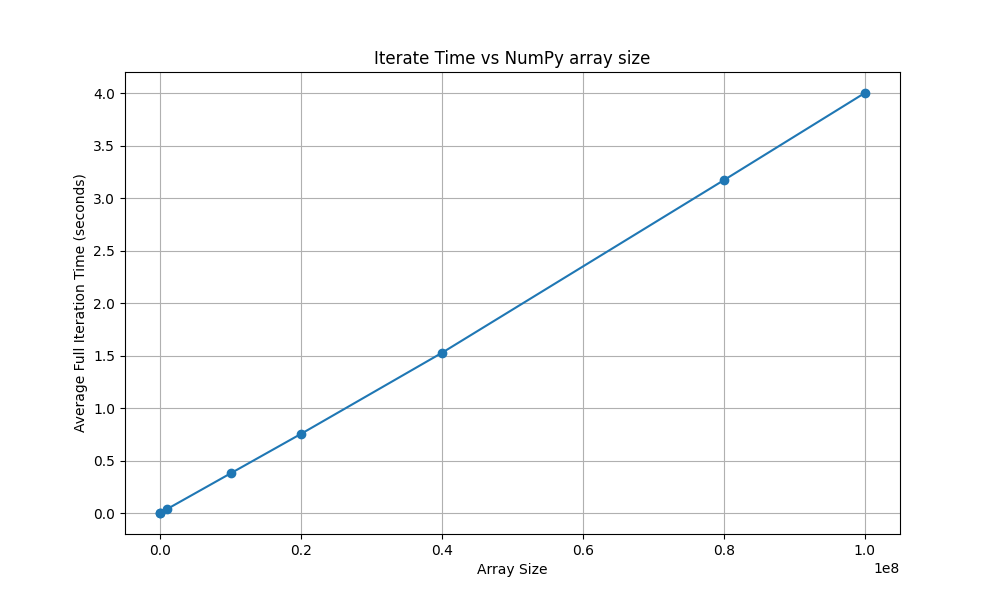 Iterate Time vs NumPy array size
4.0
3.5
3.0
2.5
2.0
1.5
1.0
0.5
0.0
Average Full Iteration Time (seconds)
0.0 0.2 0.4 0.6 0.8 1.0
1e8
Array Size